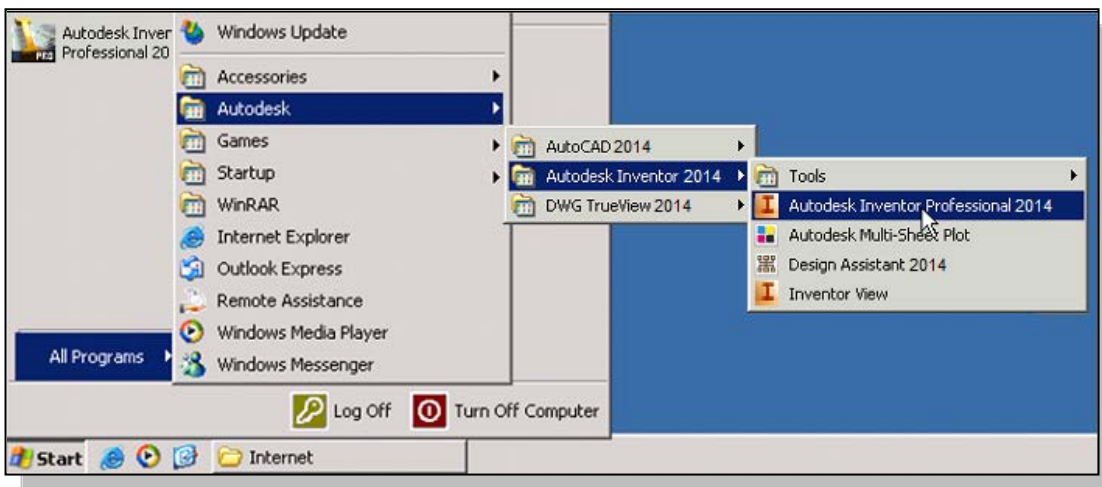 Autodesk Inver
Professional 20
Windows Update
Accessories
Autodesk
Games
Startup
WinRAR
Internet Explorer
Outlook Express
Remote Assistance
Windows Media Player
Windows Messenger
AutoCAD 2014
Autodesk Inventor 2014
DWG TrueView 2014
Tools
Autodesk Inventor Professional 2014
Autodesk Multi-Sheet Plot
Design Assistant 2014
Inventor View
All Programs
Log Off
Turn Off Computer
Start
Internet